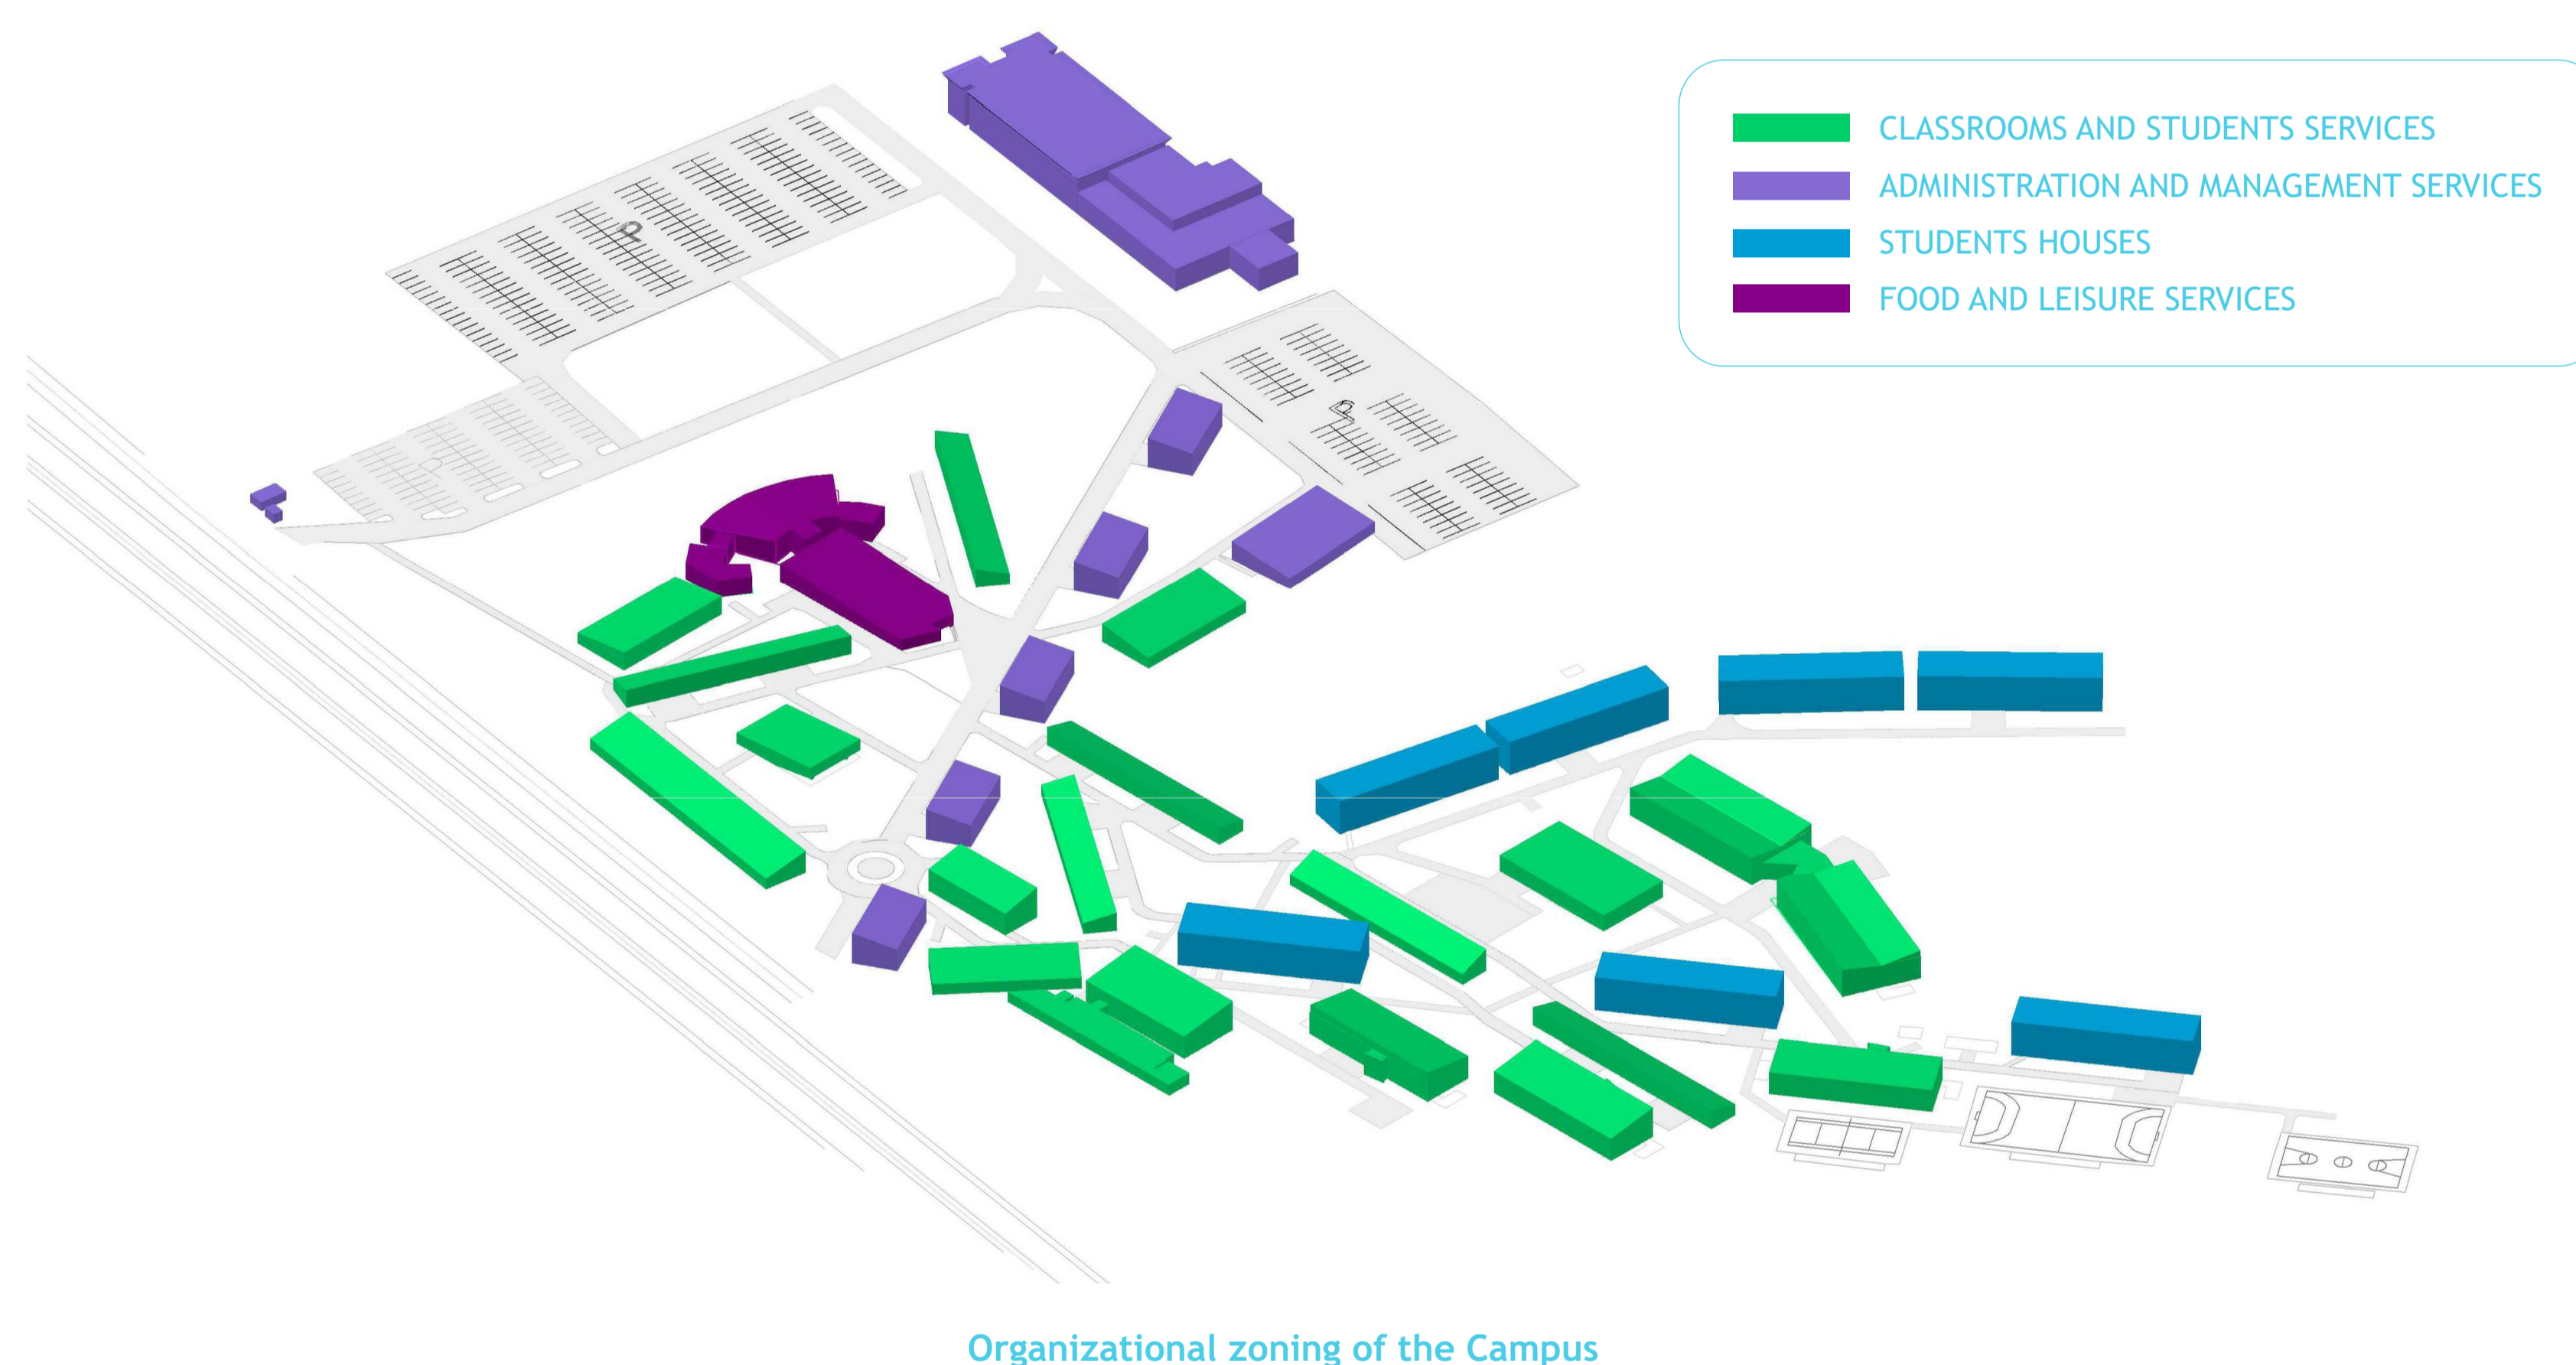 CLASSROOMS AND STUDENTS SERVICES
ADMINISTRATION AND MANAGEMENT SERVICES
STUDENTS HOUSES
FOOD AND LEISURE SERVICES
P
P
P
Organizational zoning of the Campus